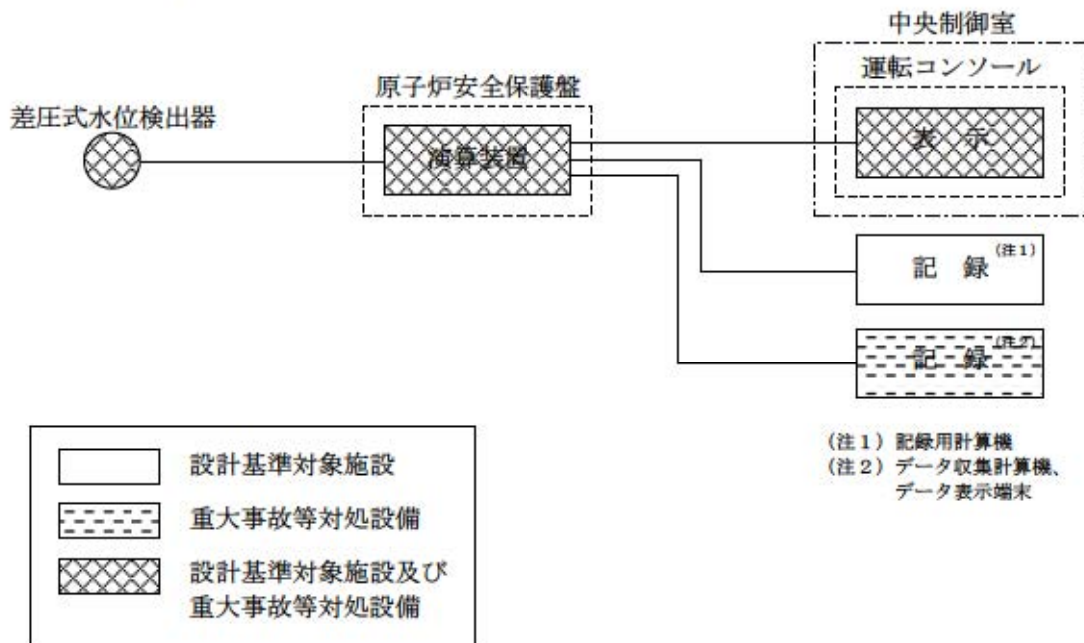 中央制御室
運転コンソール
原子炉安全保護盤
差圧式水位検出器
演算装置
表 示
記 録 (注1)
記 録 (注2)
(注1) 記録用計算機
(注2) データ収集計算機、
データ表示端末
設計基準対象施設
重大事故等対処設備
設計基準対象施設及び
重大事故等対処設備